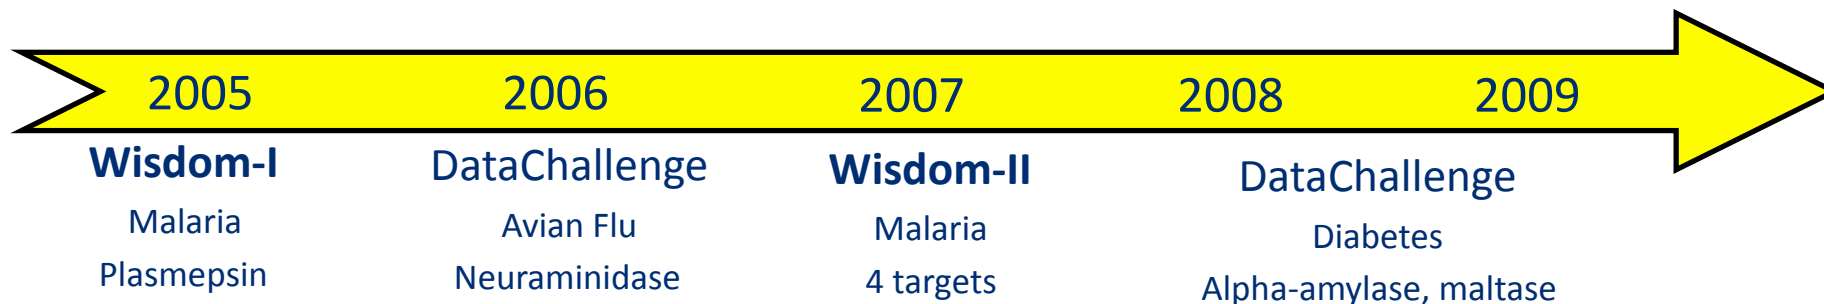 2005 2006 2007 2008 2009
Wisdom-I DataChallenge Wisdom-II DataChallenge
Malaria Avian Flu Malaria Diabetes
Plasmepsin Neuraminidase 4 targets Alpha-amylase, maltase